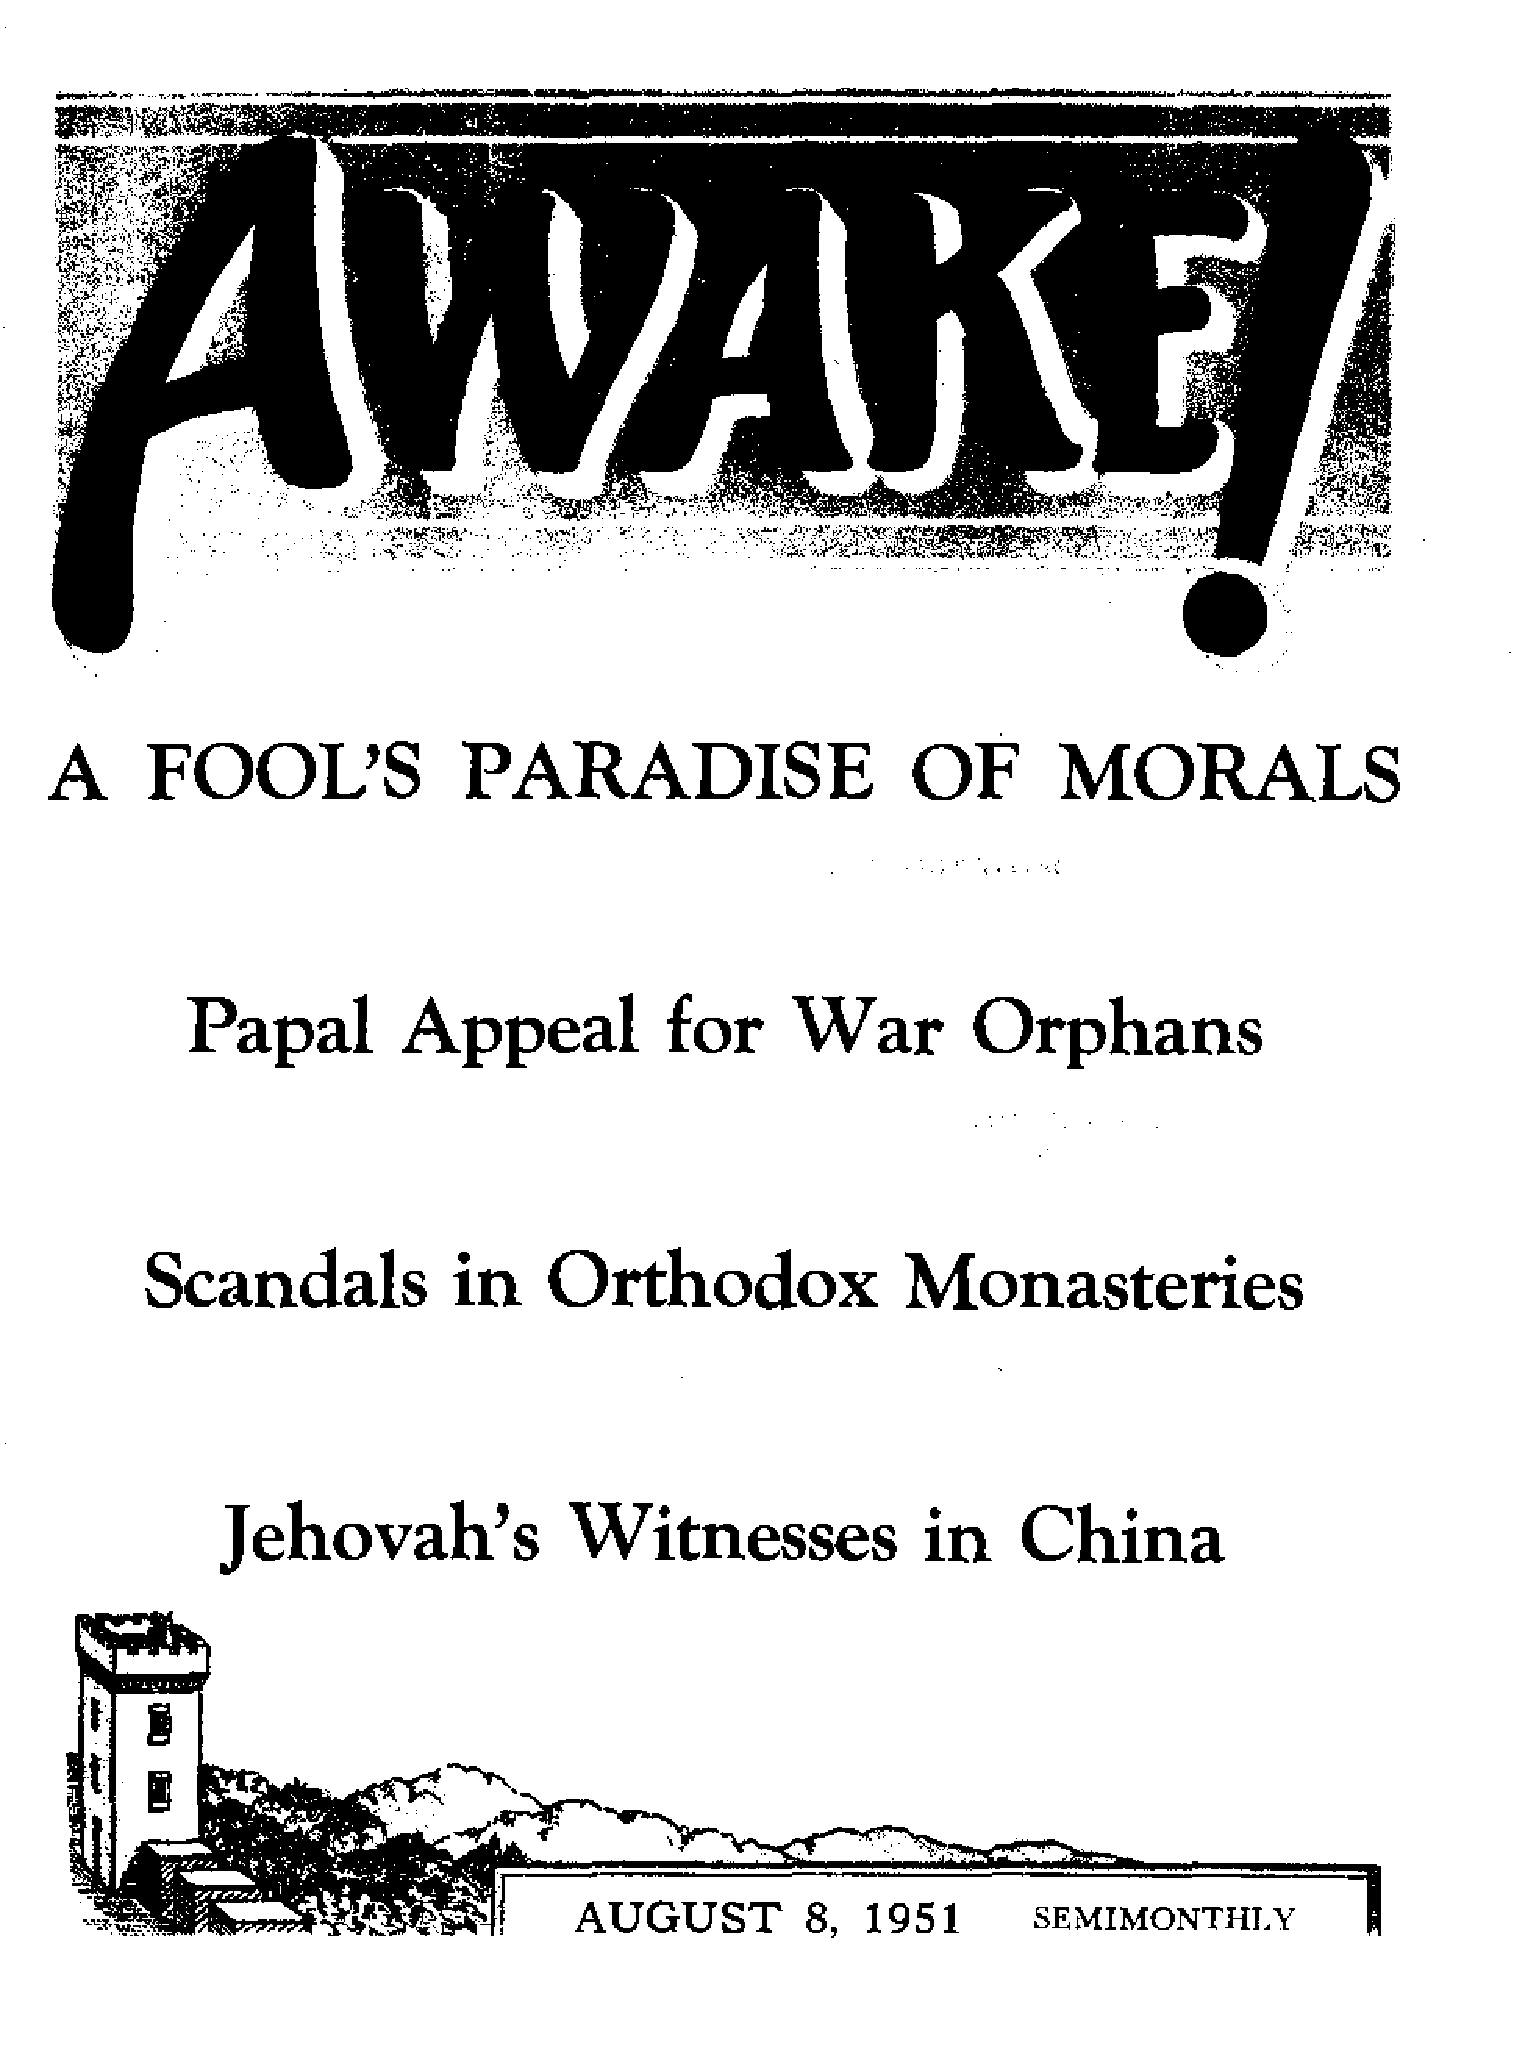 AWAKE!
A FOOL'S PARADISE OF MORALS
Papal Appeal for War Orphans
Scandals in Orthodox Monasteries
Jehovah's Witnesses in China
AUGUST 8, 1951 SEMIMONTHLY